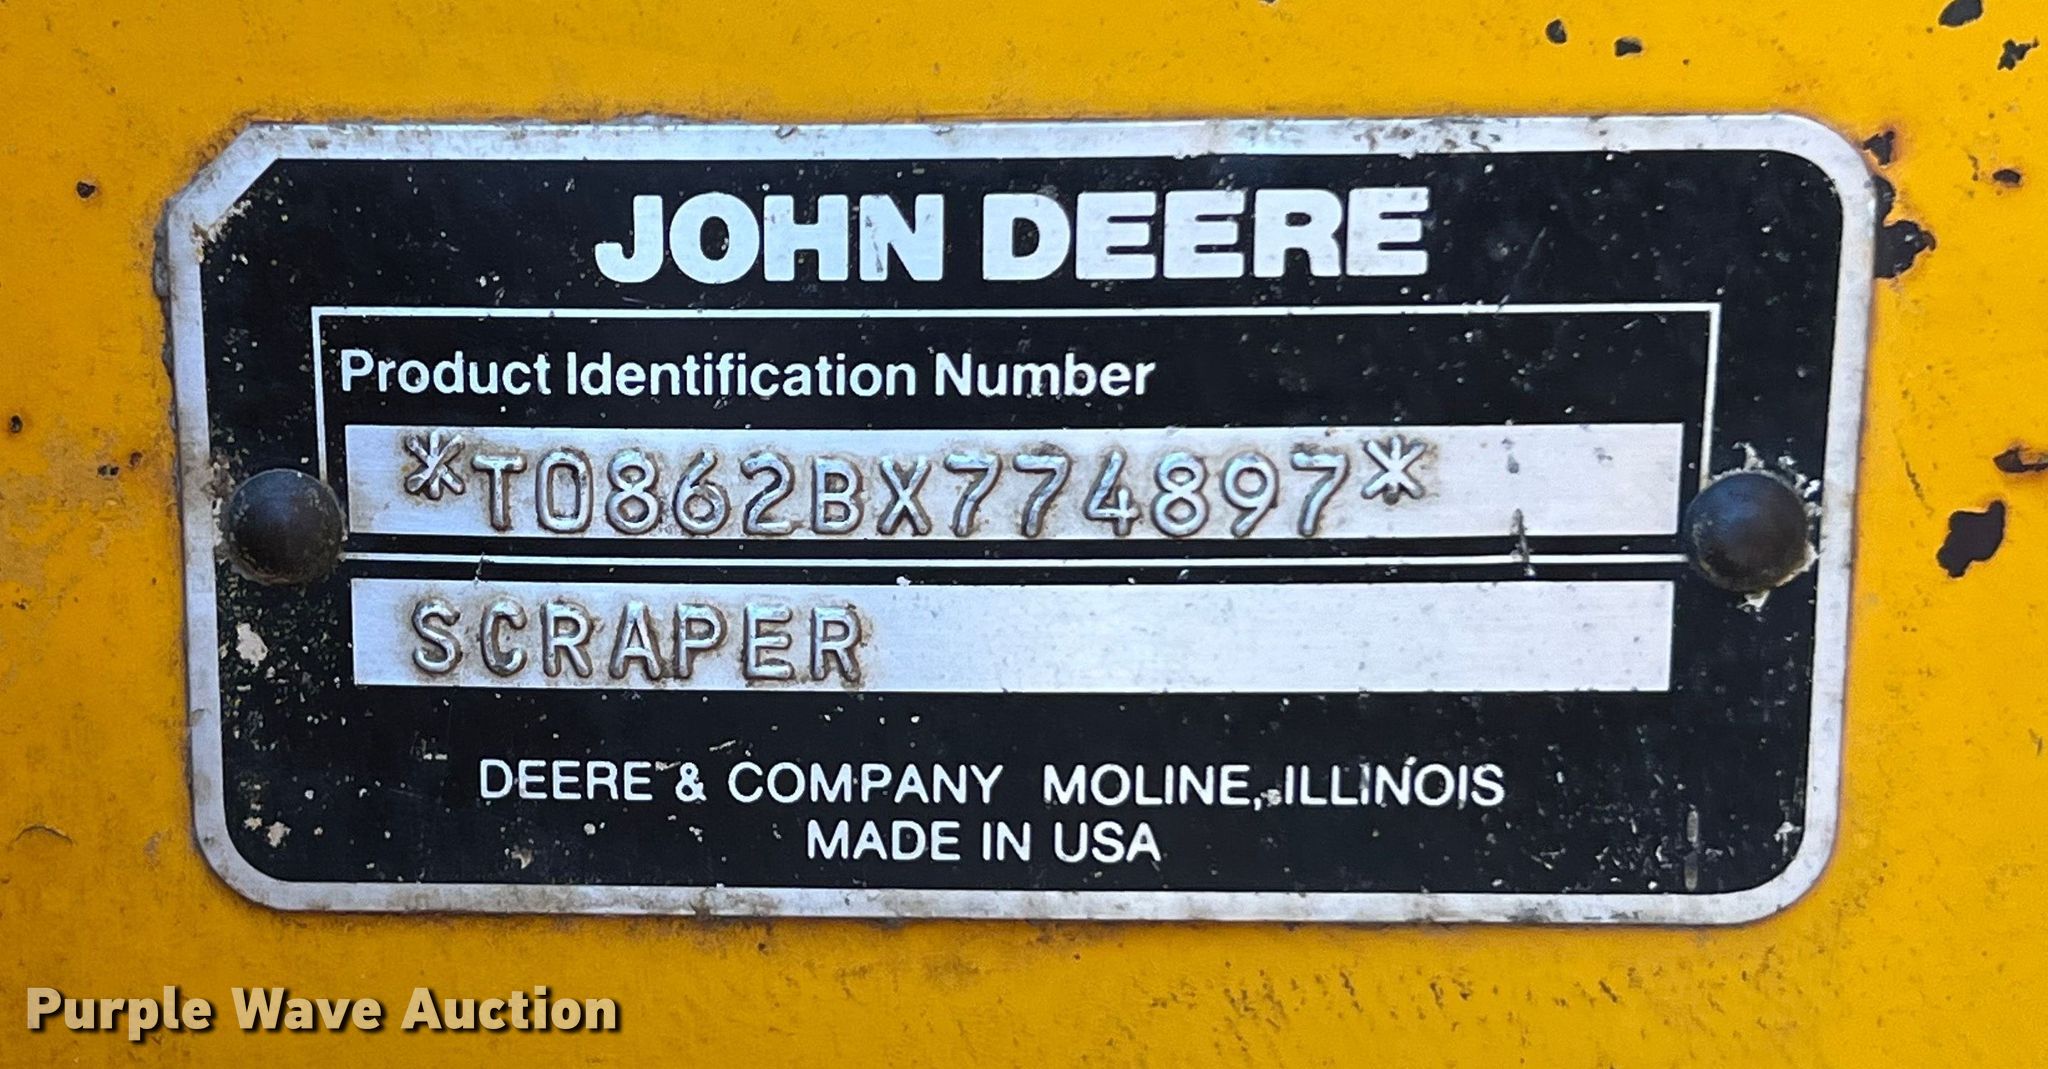 JOHN DEERE
Product Identification Number
*T0862BX774897*
SCRAPER
DEERE & COMPANY MOLINE, ILLINOIS
MADE IN USA
Purple Wave Auction